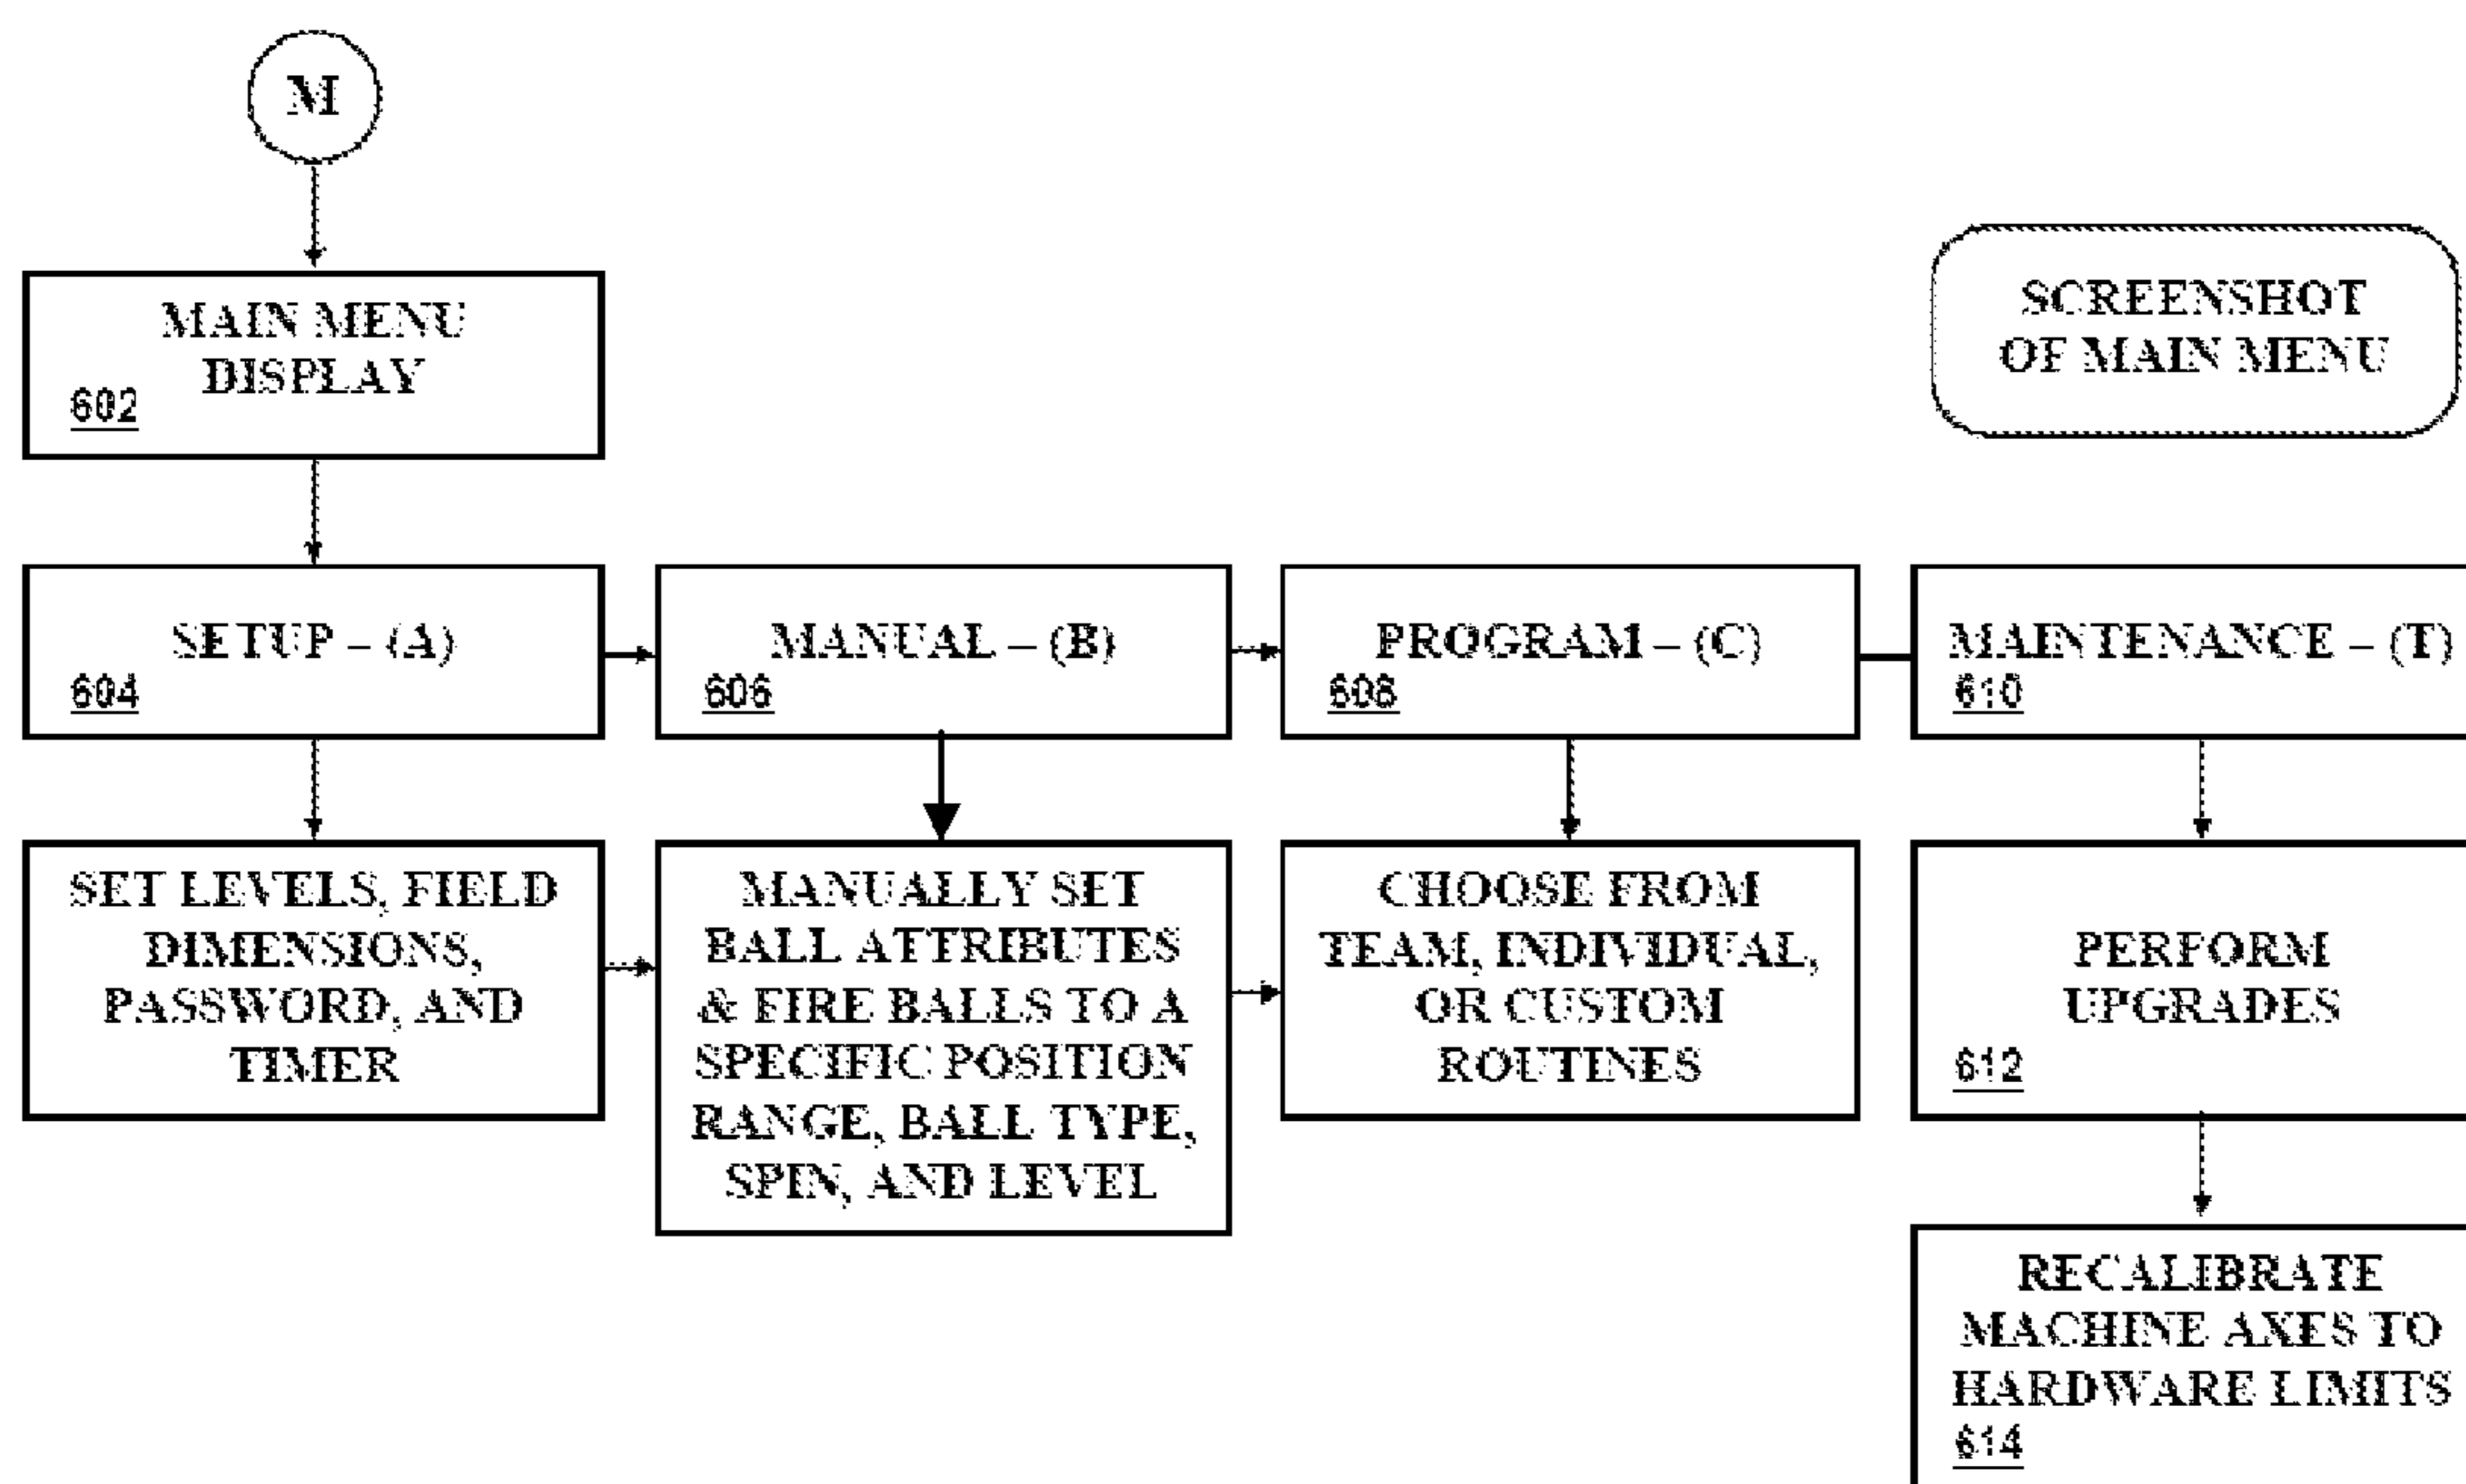 M
MAIN MENU
DISPLAY
602
SCREENSHOT
OF MAIN MENU
SETUP – (A)
604
MANUAL – (B)
606
PROGRAM – (C)
608
MAINTENANCE – (T)
610
SET LEVELS, FIELD
DIMENSIONS,
PASSWORD, AND
TIMER
MANUALLY SET
BALL ATTRIBUTES
& FIRE BALLS TO A
SPECIFIC POSITION
RANGE, BALL TYPE,
SPIN, AND LEVEL
CHOOSE FROM
TEAM, INDIVIDUAL,
OR CUSTOM
ROUTINES
PERFORM
UPGRADES
612
RECALIBRATE
MACHINE AXES TO
HARDWARE LIMITS
614